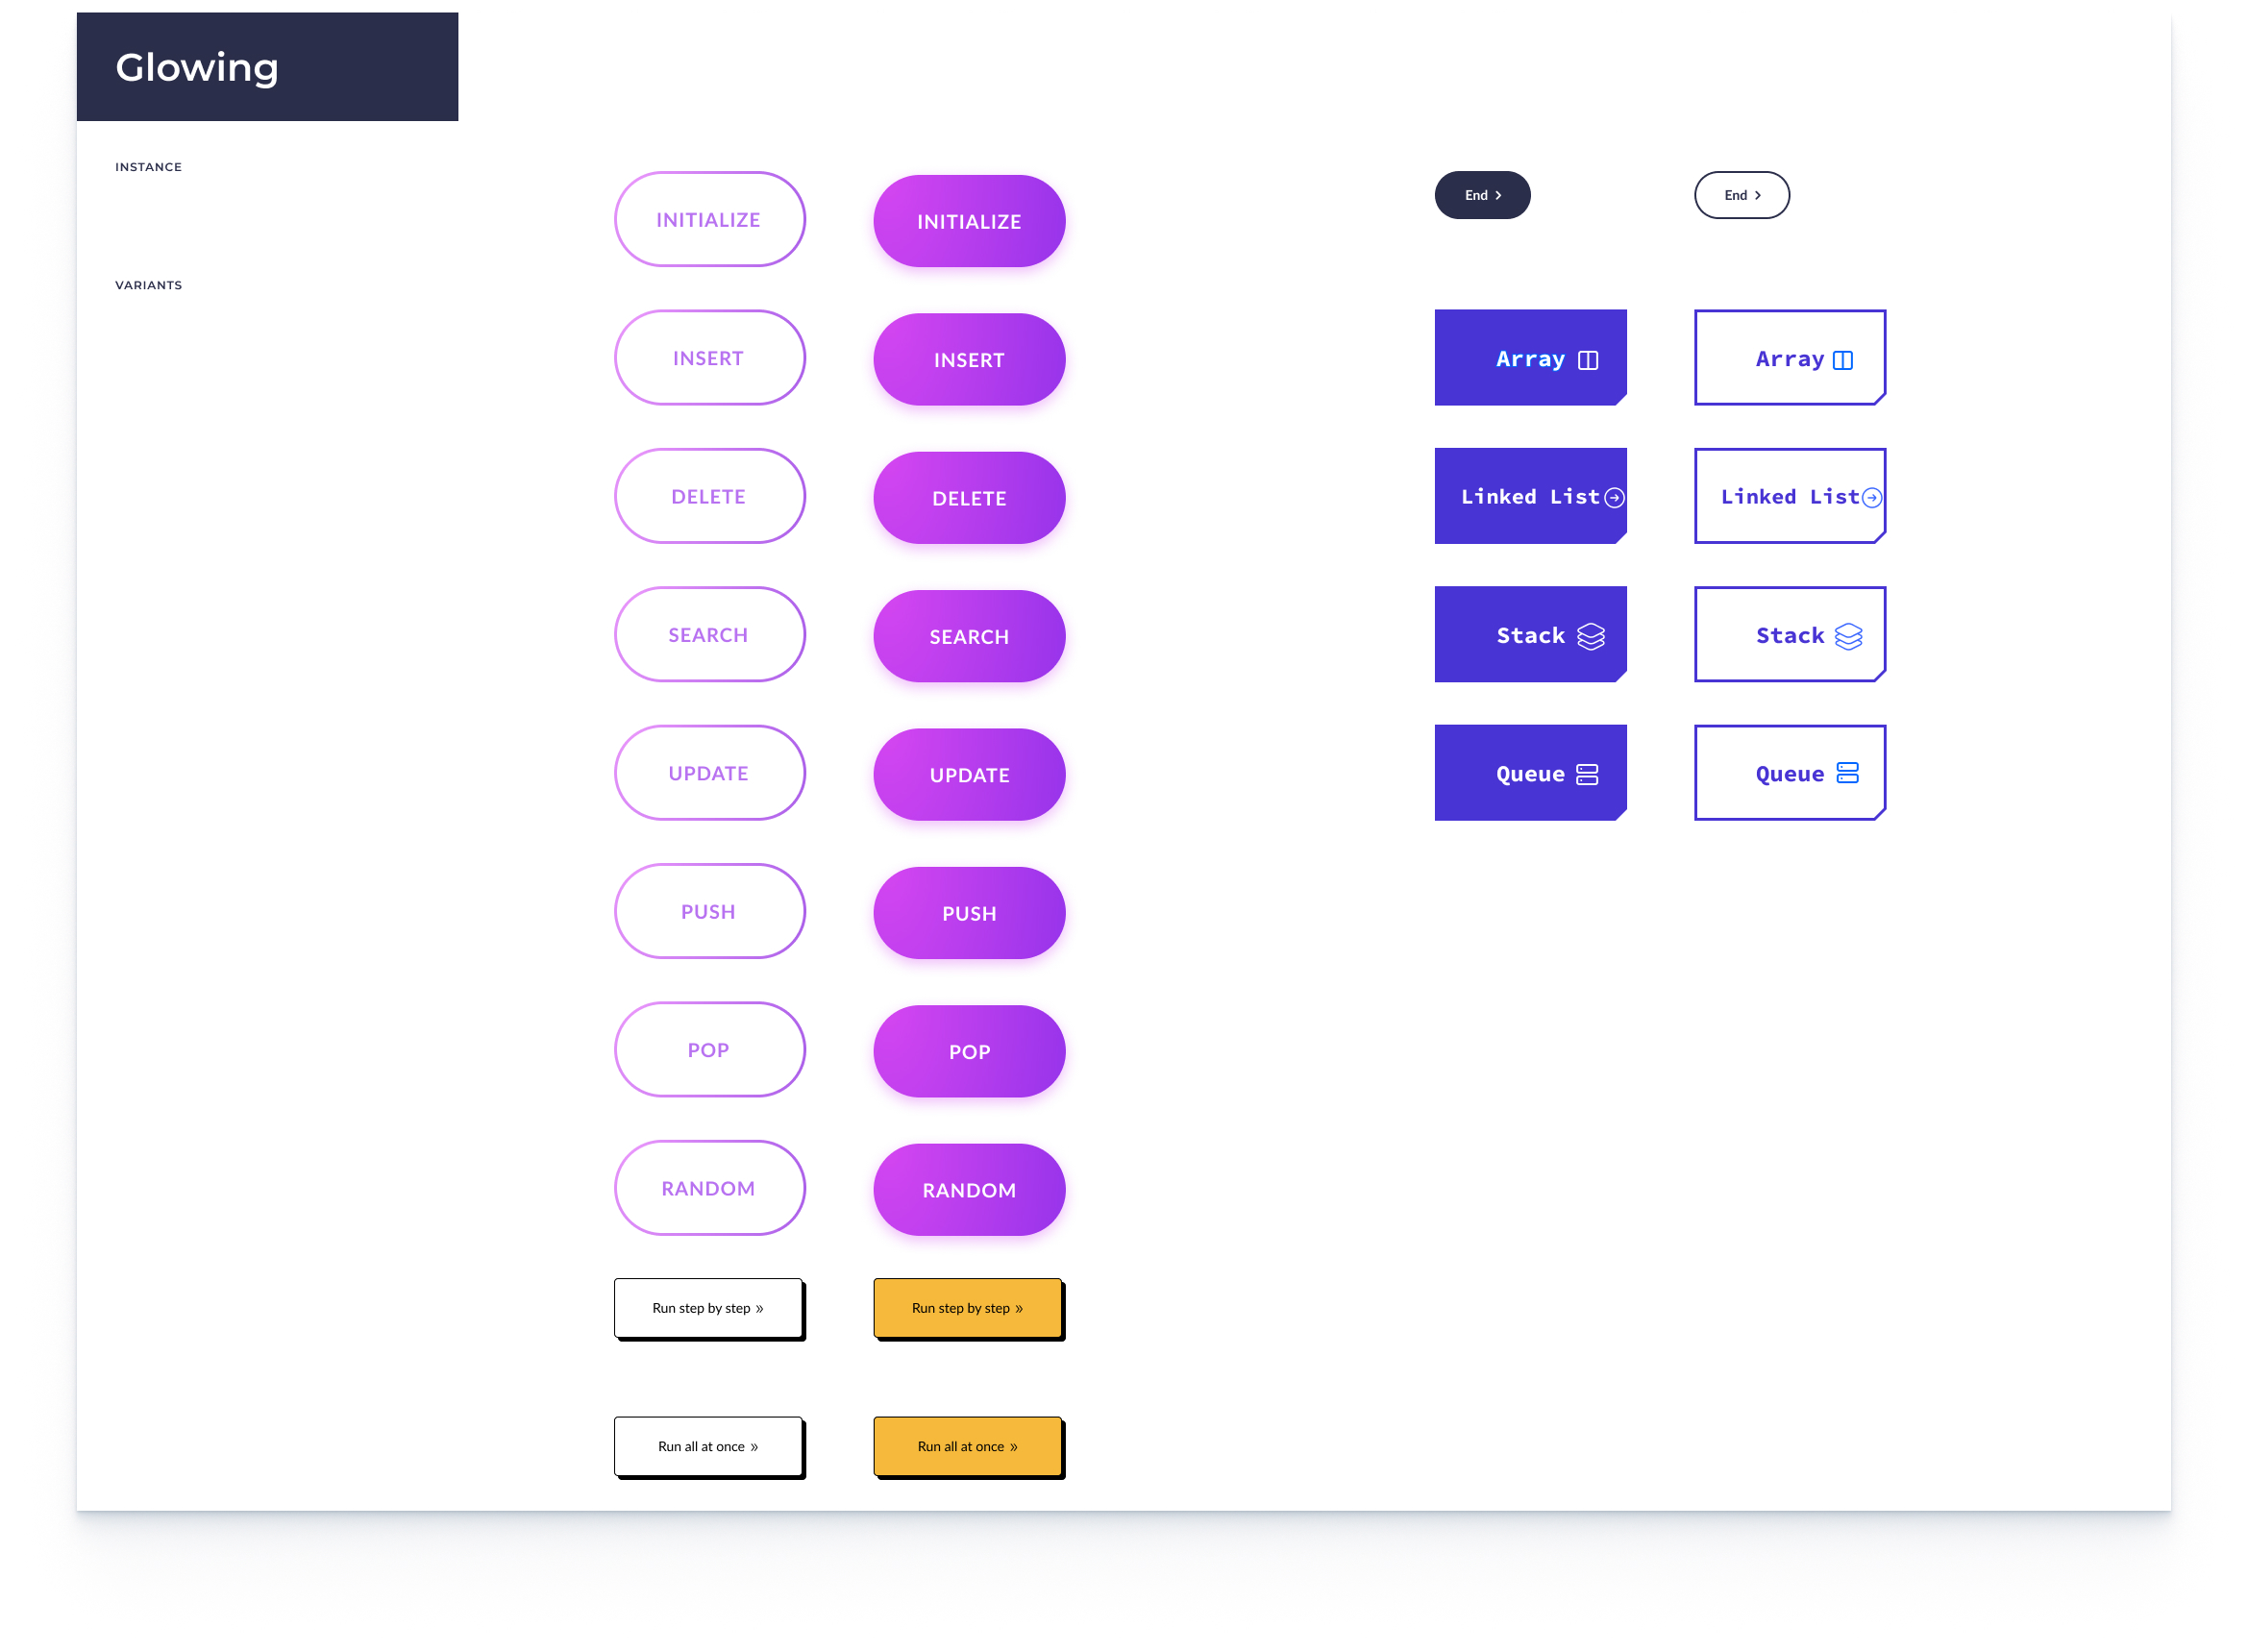 Glowing
INSTANCE
VARIANTS
INITIALIZE
INITIALIZE
INSERT
INSERT
DELETE
DELETE
SEARCH
SEARCH
UPDATE
UPDATE
PUSH
PUSH
POP
POP
RANDOM
RANDOM
Run step by step »
Run step by step »
Run all at once »
Run all at once »
End >
End >
Array
Array
Linked List
Linked List
Stack
Stack
Queue
Queue